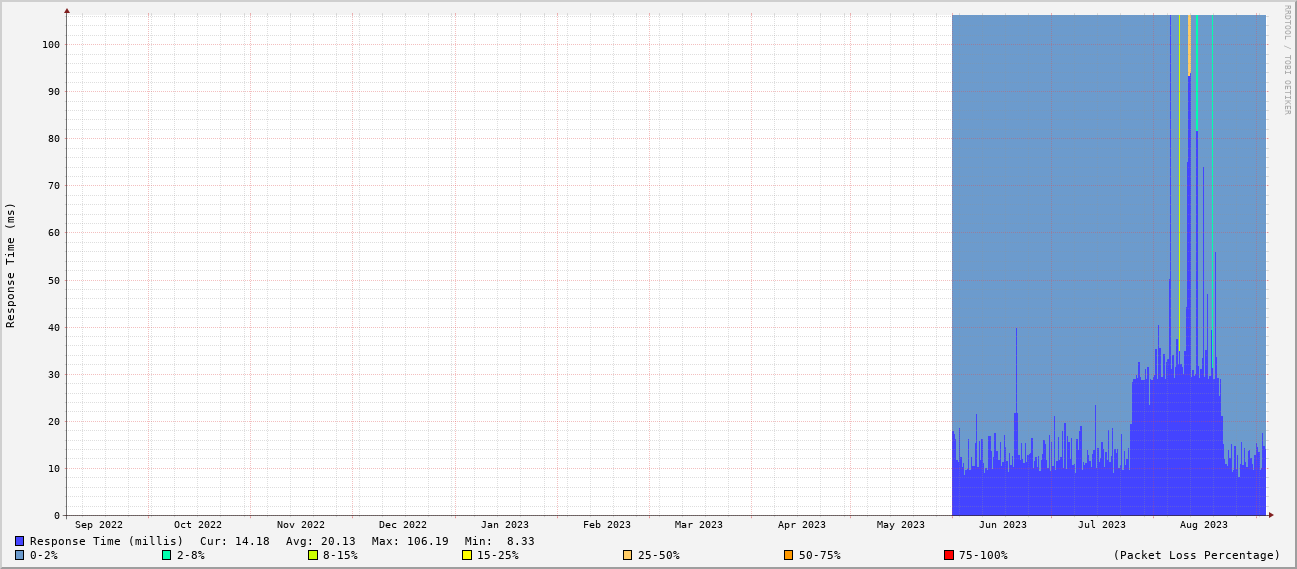 RRDTOOL / TOBI OETIKER
Response Time (ms)
100
90
80
70
60
50
40
30
20
10
0
Sep 2022 Oct 2022 Nov 2022 Dec 2022 Jan 2023 Feb 2023 Mar 2023 Apr 2023 May 2023 Jun 2023 Jul 2023 Aug 2023
Response Time (millis) Cur: 14.18 Avg: 20.13 Max: 106.19 Min: 8.33
0-2% 2-8% 8-15% 15-25% 25-50% 50-75% 75-100% (Packet Loss Percentage)